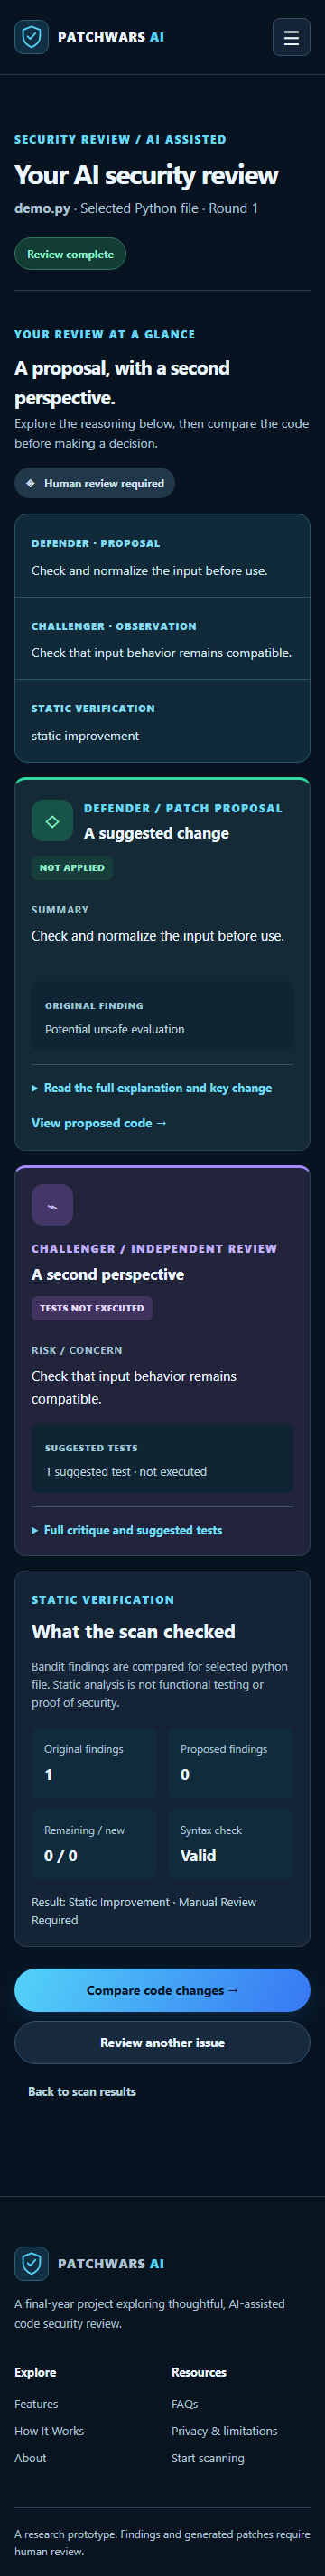 PATCHWARS AI
SECURITY REVIEW / AI ASSISTED
Your AI security review
demo.py · Selected Python file · Round 1
Review complete
YOUR REVIEW AT A GLANCE
A proposal, with a second
perspective.
Explore the reasoning below, then compare the code
before making a decision.
Human review required
DEFENDER · PROPOSAL
Check and normalize the input before use.
CHALLENGER · OBSERVATION
Check that input behavior remains compatible.
STATIC VERIFICATION
static improvement
DEFENDER / PATCH PROPOSAL
A suggested change
NOT APPLIED
SUMMARY
Check and normalize the input before use.
ORIGINAL FINDING
Potential unsafe evaluation
Read the full explanation and key change
View proposed code →
CHALLENGER / INDEPENDENT REVIEW
A second perspective
TESTS NOT EXECUTED
RISK / CONCERN
Check that input behavior remains
compatible.
SUGGESTED TESTS
1 suggested test · not executed
Full critique and suggested tests
STATIC VERIFICATION
What the scan checked
Bandit findings are compared for selected python
file. Static analysis is not functional testing or
proof of security.
Original findings
1
Proposed findings
0
Remaining / new
0 / 0
Syntax check
Valid
Result: Static Improvement · Manual Review
Required
Compare code changes →
Review another issue
Back to scan results
PATCHWARS AI
A final-year project exploring thoughtful, AI-assisted
code security review.
Explore
Features
How It Works
About
Resources
FAQs
Privacy & limitations
Start scanning
A research prototype. Findings and generated patches require
human review.